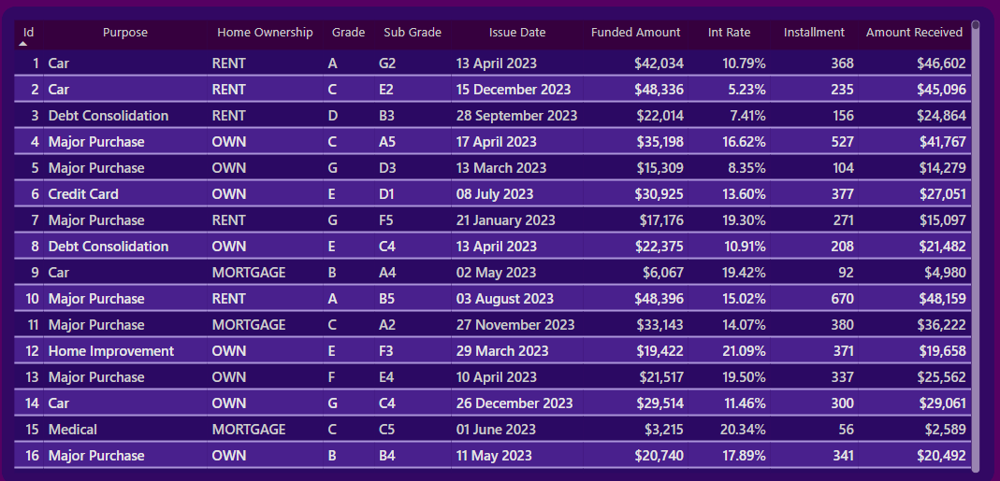 Id Purpose Home Ownership Grade Sub Grade Issue Date Funded Amount Int Rate Installment Amount Received
1 Car RENT A G2 13 April 2023 $42,034 10.79% 368 $46,602
2 Car RENT C E2 15 December 2023 $48,336 5.23% 235 $45,096
3 Debt Consolidation RENT D B3 28 September 2023 $22,014 7.41% 156 $24,864
4 Major Purchase OWN C A5 17 April 2023 $35,198 16.62% 527 $41,767
5 Major Purchase OWN G D3 13 March 2023 $15,309 8.35% 104 $14,279
6 Credit Card OWN E D1 08 July 2023 $30,925 13.60% 377 $27,051
7 Major Purchase RENT G F5 21 January 2023 $17,176 19.30% 271 $15,097
8 Debt Consolidation OWN E C4 13 April 2023 $22,375 10.91% 208 $21,482
9 Car MORTGAGE B A4 02 May 2023 $6,067 19.42% 92 $4,980
10 Major Purchase RENT A B5 03 August 2023 $48,396 15.02% 670 $48,159
11 Major Purchase MORTGAGE C A2 27 November 2023 $33,143 14.07% 380 $36,222
12 Home Improvement OWN E F3 29 March 2023 $19,422 21.09% 371 $19,658
13 Major Purchase OWN F E4 10 April 2023 $21,517 19.50% 337 $25,562
14 Car OWN G C4 26 December 2023 $29,514 11.46% 300 $29,061
15 Medical MORTGAGE C C5 01 June 2023 $3,215 20.34% 56 $2,589
16 Major Purchase OWN B B4 11 May 2023 $20,740 17.89% 341 $20,492